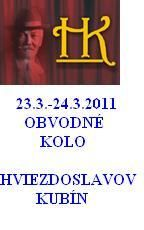 HK
23.3.-24.3.2011
OBVODNÉ
KOLO
HVIEZDOSLAVOV
KUBÍN